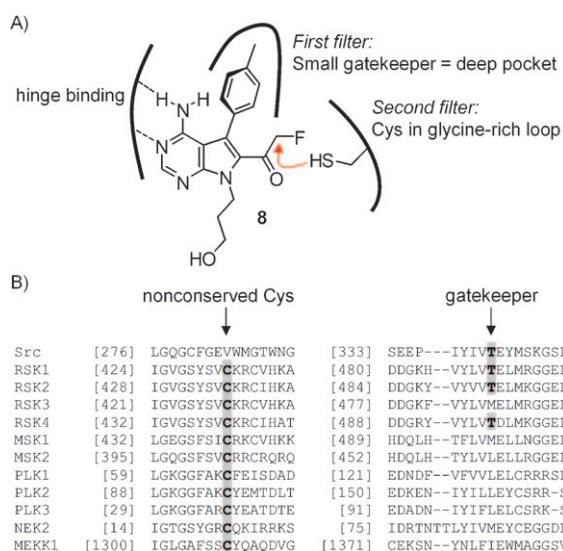 A)
First filter:
Small gatekeeper = deep pocket
hinge binding
Second filter:
Cys in glycine-rich loop
H N H
F
N
N N
O
HS
HO
8
B)
nonconserved Cys gatekeeper
Src [276] LGQGCFGEVWMGTWNG [333] SEEP---IYIVTEYMSKGSL
RSK1 [424] IGVGSYSVCKRCVHKA [480] DDGKH--VYLVTELMRGGEL
RSK2 [428] IGVGSYSVCKRCIHKA [484] DDGKY--VYVVTELMKGGEL
RSK3 [421] IGVGSYSVCKRCVHKA [477] DDGKF--VYLVMELMRGGEL
RSK4 [432] IGVGSYSVCKRCIHAT [488] DDGRY--VYLVTDLMKGGEL
MSK1 [432] LGEGSFSICRKCVHKK [489] HDQLH--TFLVMELLNGGEL
MSK2 [395] LGQGSFSVCRRCRQRQ [452] HDQLH--TYLVLELLRGGEL
PLK1 [59] LGKGGFAKCFEISDAD [121] EDNDF--VFVVLELCRRRSL
PLK2 [88] LGKGGFAKCYEMTDLT [150] EDKEN--IYILLEYCSRR-S
PLK3 [29] LGKGGFARCYEATDTE [91] EDADN--IYIFLELCSRK-S
NEK2 [14] IGTGSYGRCQKIRRKS [75] IDRTNTTLYIVMEYCEGGDL
MEKK1 [1300] IGLGAFSSCYQAQDVG [1371] CEKSN--YNLFIEWMAGGSV